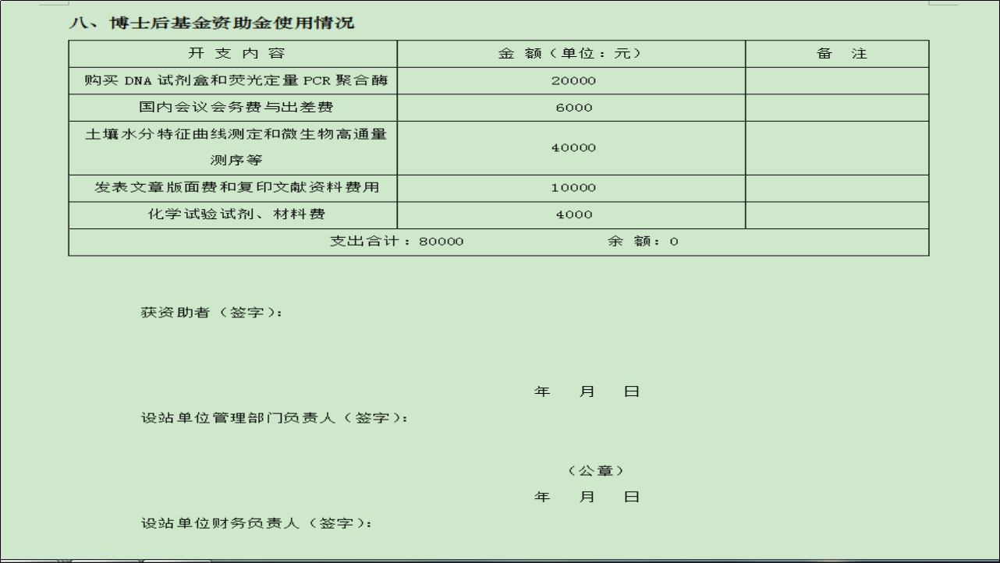 八、博士后基金资助金使用情况
开 支 内 容 金 额（单位：元） 备 注
购买 DNA 试剂盒和荧光定量 PCR 聚合酶 20000
国内会议会务费与出差费 6000
土壤水分特征曲线测定和微生物高通量
测序等 40000
发表文章版面费和复印文献资料费用 10000
化学试验试剂、材料费 4000
支出合计：80000 余 额：0
获资助者（签字）：
年 月 日
设站单位管理部门负责人（签字）：
（公章）
年 月 日
设站单位财务负责人（签字）：